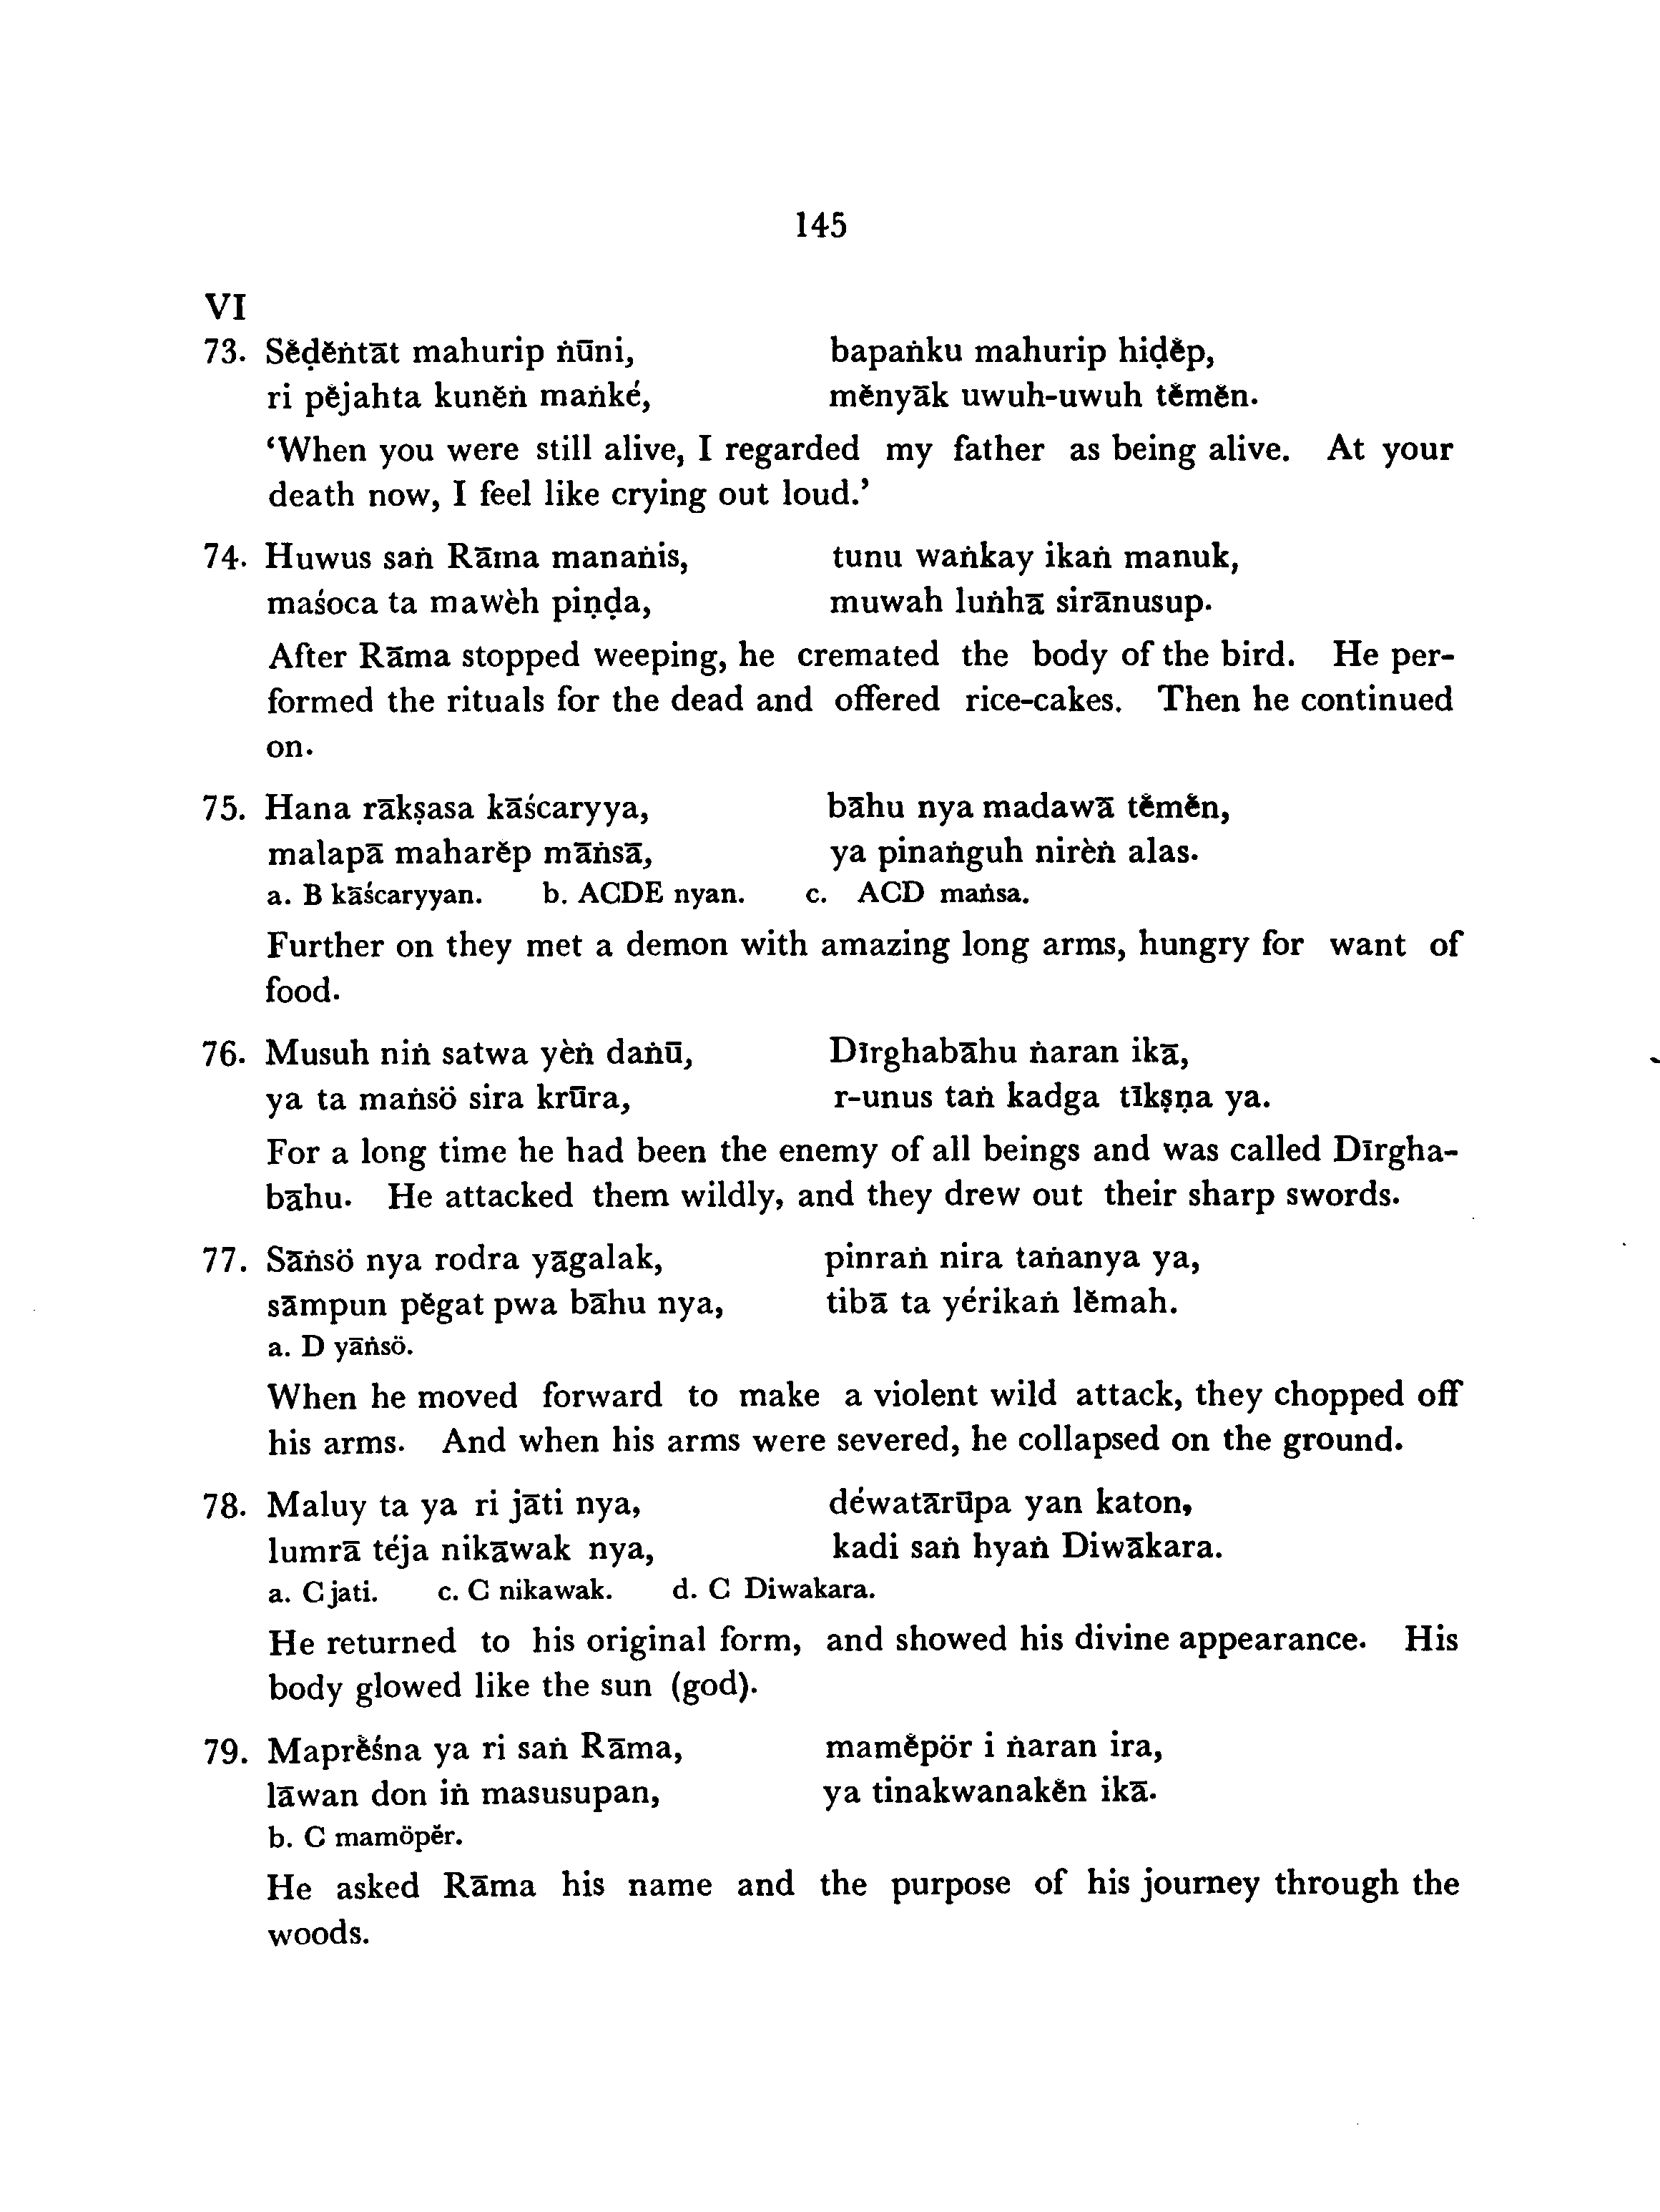 145
VI
73. Sĕḍĕṅtāt mahurip ṅūni, bapaṅku mahurip hiḍĕp,
ri pĕjahta kunĕṅ maṅké, mĕnyāk uwuh-uwuh tĕmĕn.
‘When you were still alive, I regarded my father as being alive. At your
death now, I feel like crying out loud.’
74. Huwus saṅ Rāma manaṅis, tunu waṅkay ikaṅ manuk,
maśoca ta mawèh piṇḍa, muwah luṅhā sirānusup.
After Rāma stopped weeping, he cremated the body of the bird. He per-
formed the rituals for the dead and offered rice-cakes. Then he continued
on.
75. Hana rākṣasa kāścaryya, bāhu nya madawā tĕmĕn,
malapā maharĕp māṅsā, ya pinaṅguh nirèṅ alas.
a. B kāścaryyan. b. ACDE nyan. c. ACD maṅsa.
Further on they met a demon with amazing long arms, hungry for want of
food.
76. Musuh niṅ satwa yèṅ daṅū, Dīrghabāhu ṅaran ikā,
ya ta maṅsö sira krūra, r-unus taṅ kadga tīkṣṇa ya.
For a long time he had been the enemy of all beings and was called Dīrgha-
bāhu. He attacked them wildly, and they drew out their sharp swords.
77. Sāṅsö nya rodra yāgalak, pinraṅ nira taṅanya ya,
sāmpun pĕgat pwa bāhu nya, tibā ta yérikaṅ lĕmah.
a. D yāṅsö.
When he moved forward to make a violent wild attack, they chopped off
his arms. And when his arms were severed, he collapsed on the ground.
78. Maluy ta ya ri jāti nya, déwatārūpa yan katon,
lumrā téja nikāwak nya, kadi saṅ hyaṅ Diwākara.
a. C jati. c. C nikawak. d. C Diwakara.
He returned to his original form, and showed his divine appearance. His
body glowed like the sun (god).
79. Maprĕśna ya ri saṅ Rāma, mamĕpör i ṅaran ira,
lāwan don iṅ masusupan, ya tinakwanakĕn ikā.
b. C mamöpĕr.
He asked Rāma his name and the purpose of his journey through the
woods.